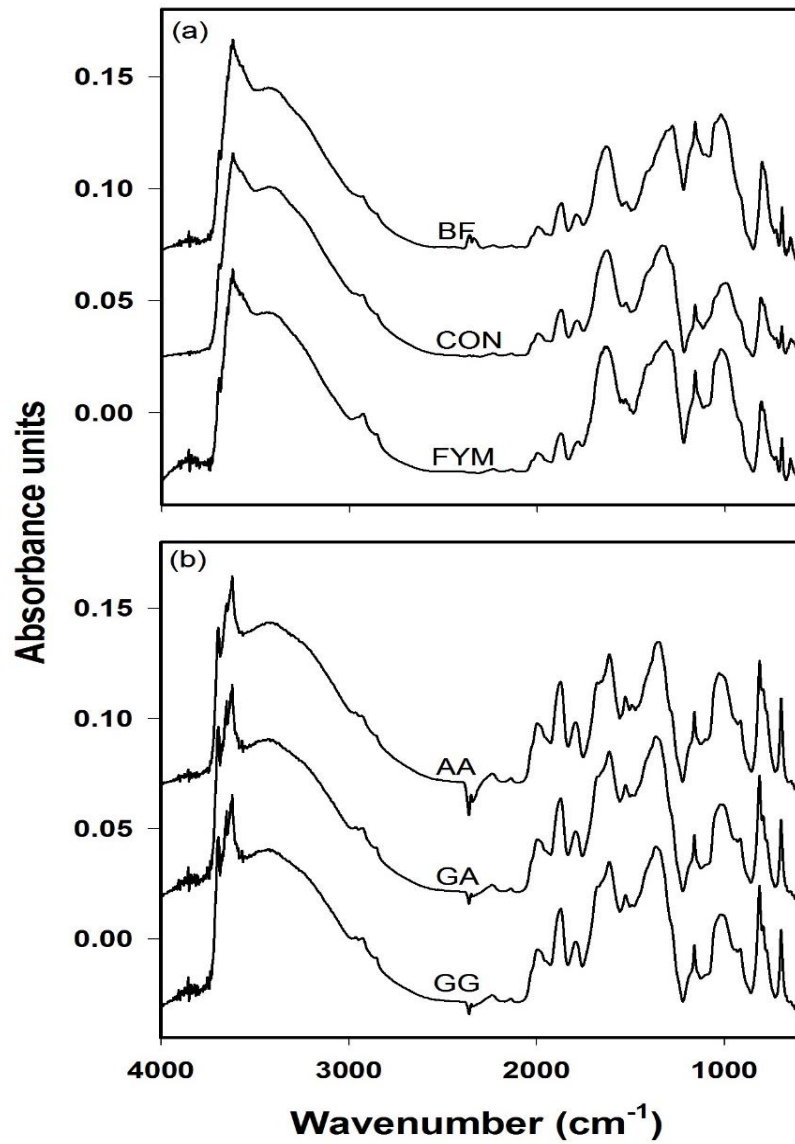 (a)
0.15
0.10
0.05
0.00
BF
CON
FYM
Absorbance units
(b)
0.15
0.10
0.05
0.00
AA
GA
GG
4000 3000 2000 1000
Wavenumber (cm⁻¹)